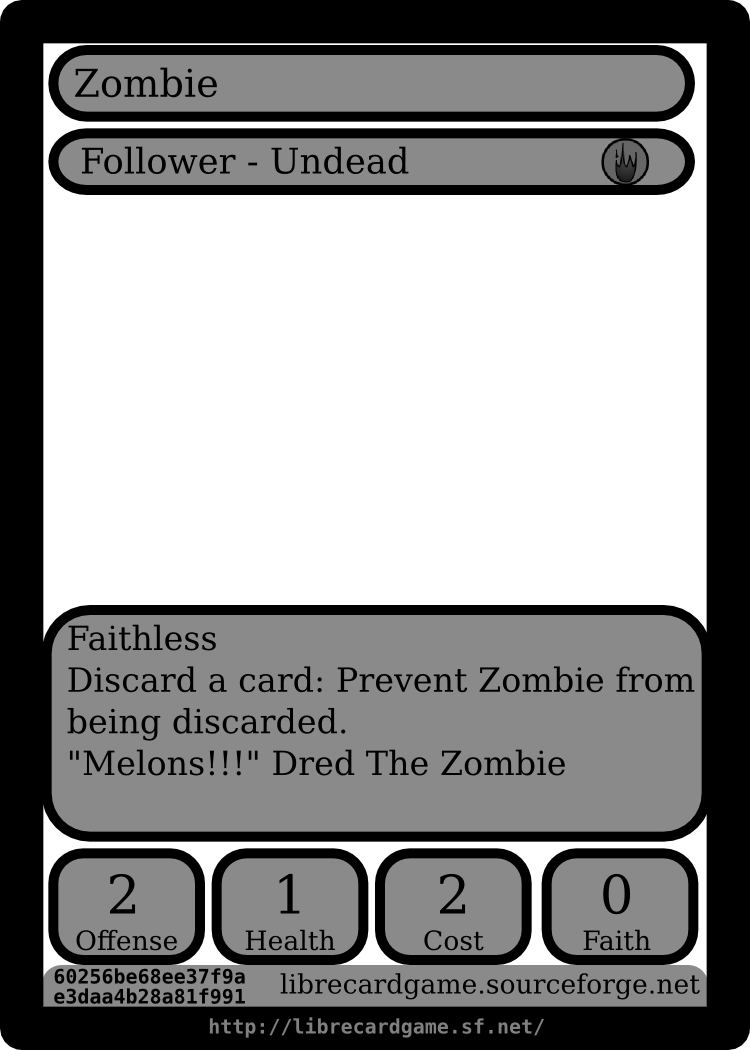 Zombie
Follower - Undead
Faithless
Discard a card: Prevent Zombie from
being discarded.
"Melons!!!" Dred The Zombie
2 1 2 0
Offense Health Cost Faith
60256be68ee37f9a
e3daa4b28a81f991
librecardgame.sourceforge.net
http://librecardgame.sf.net/